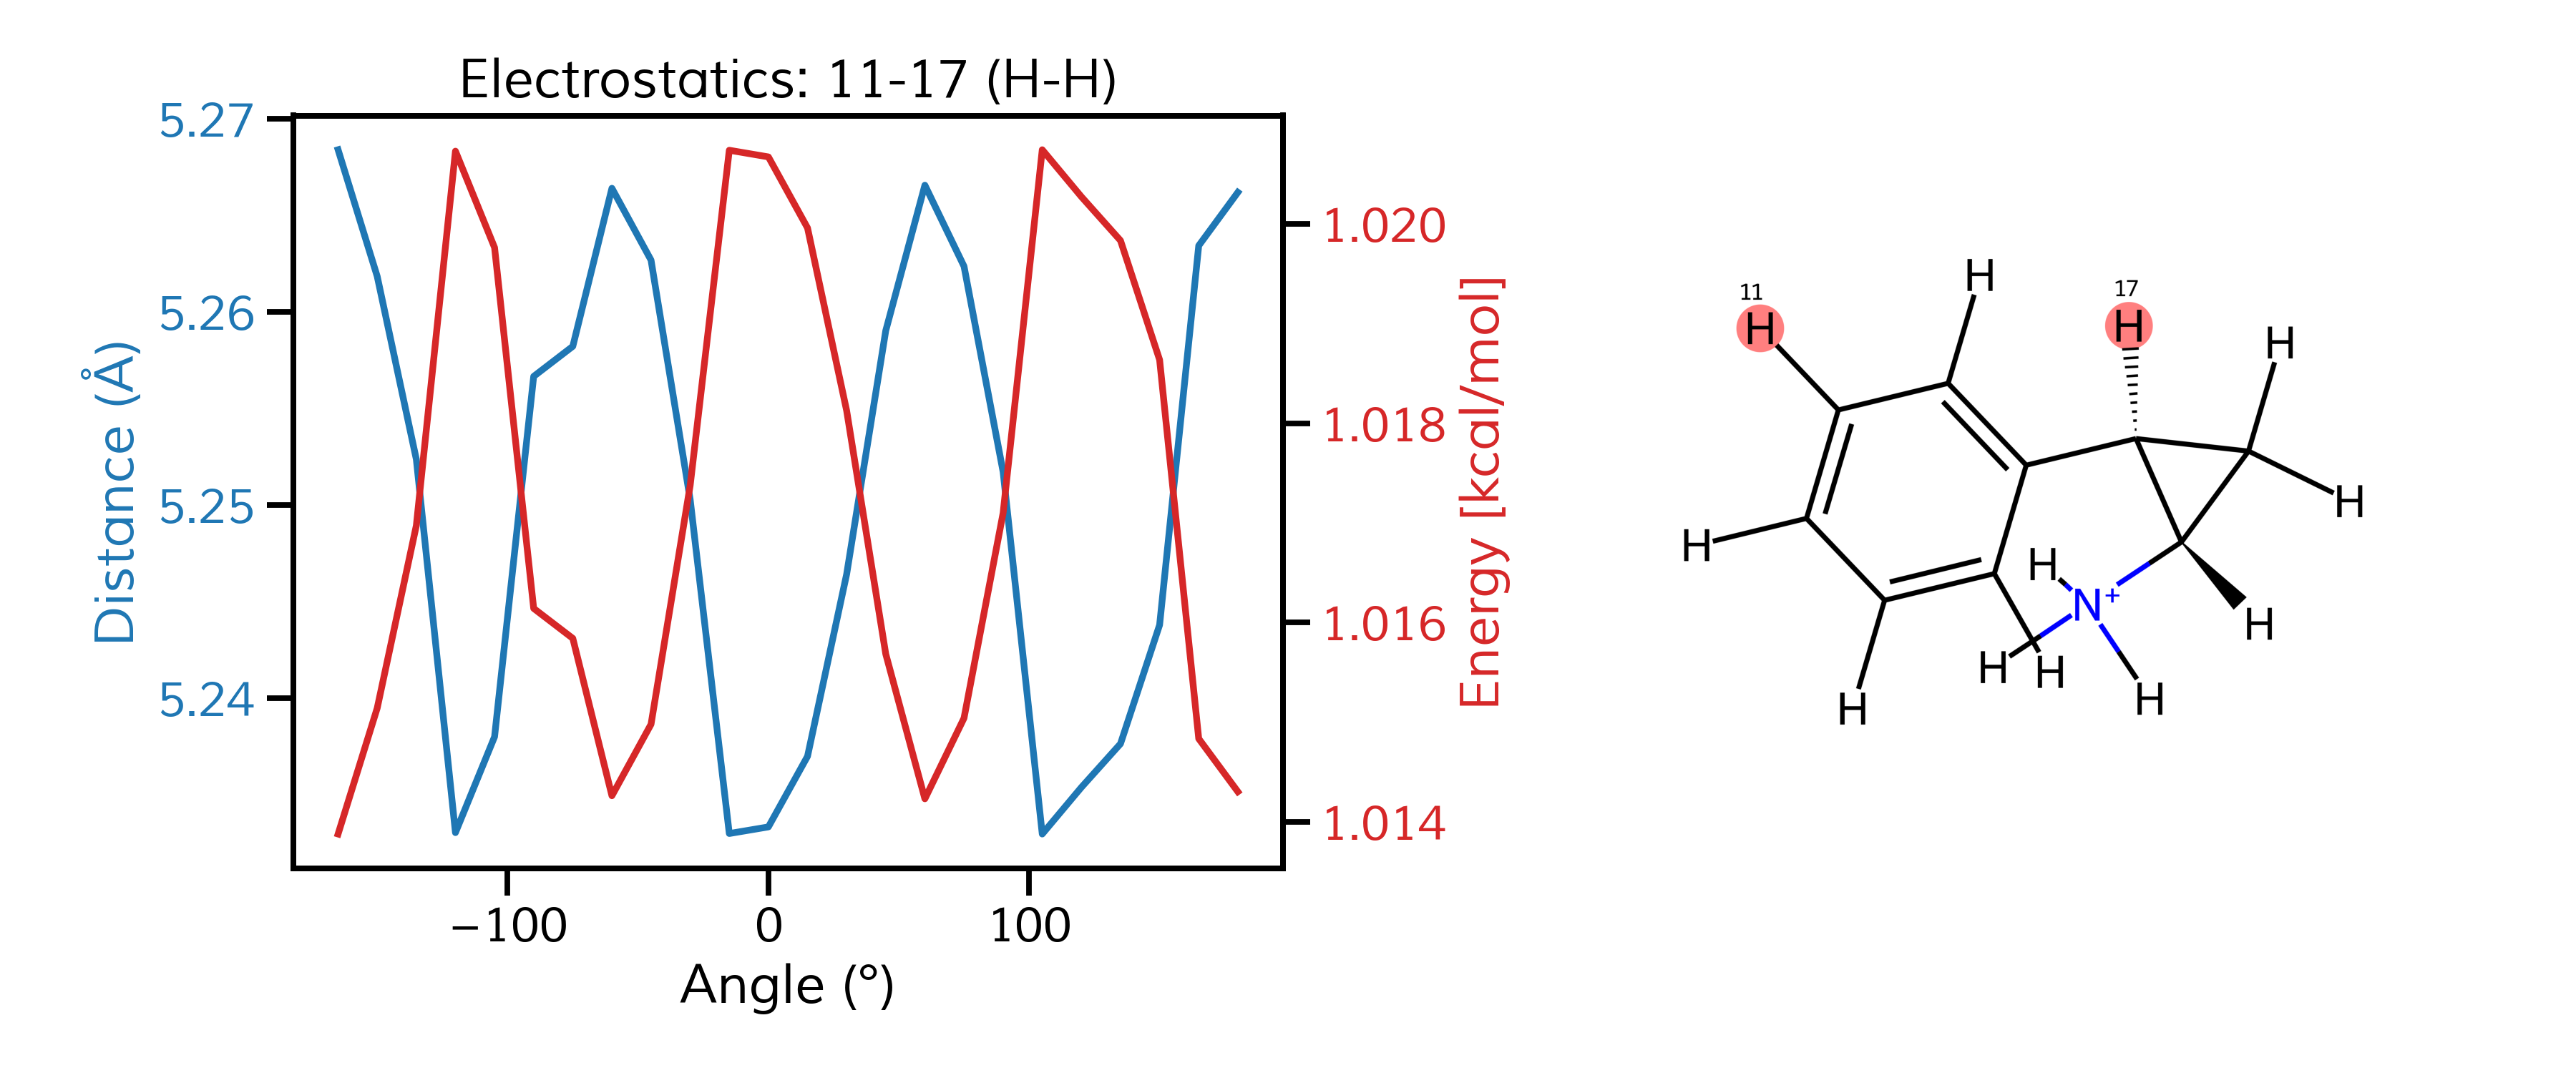 Electrostatics: 11-17 (H-H)
5.27
5.26
5.25
5.24
Distance (Å)
1.020
1.018
1.016
1.014
Energy [kcal/mol]
−100 0 100
Angle (°)
H
11 17
H H H
H
H H
N+
H
H H
H H